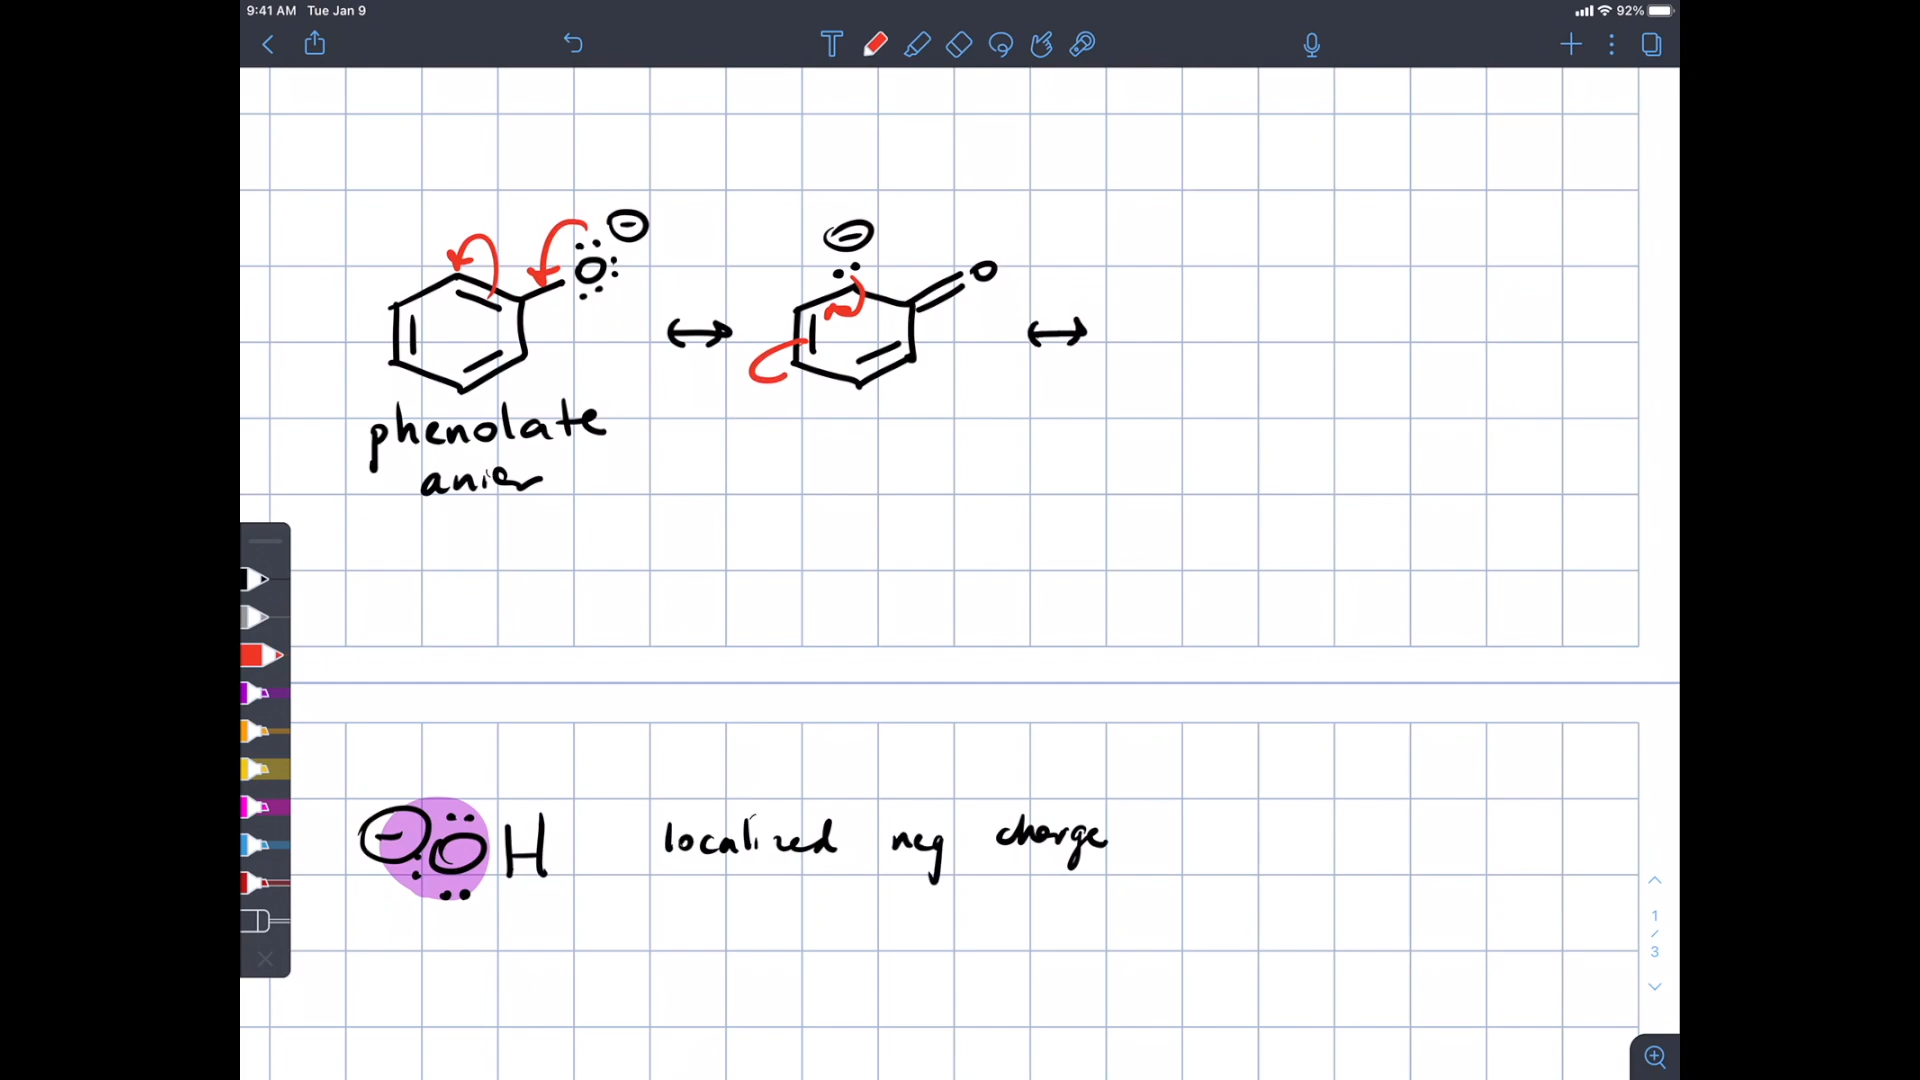 9:41 AM Tue Jan 9
92%
T
⊖
O
⊖
O
phenolate
anion
⊖ O H localized neg charge
1
/
3